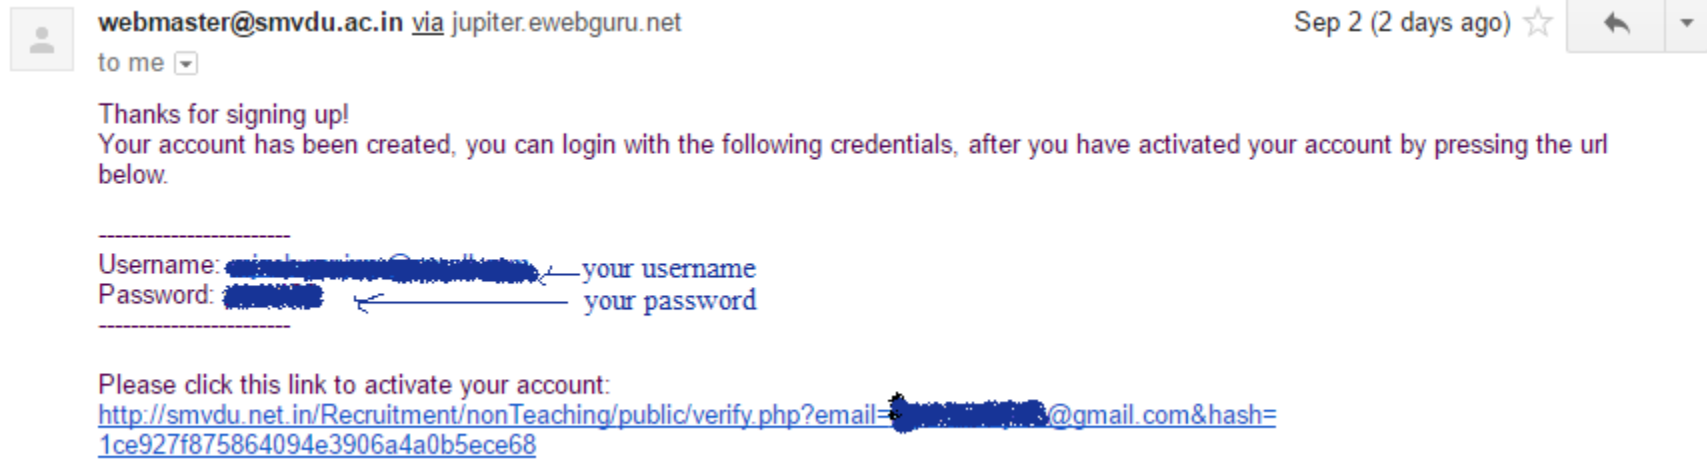 webmaster@smvdu.ac.in via jupiter.ewebguru.net Sep 2 (2 days ago)
to me
Thanks for signing up!
Your account has been created, you can login with the following credentials, after you have activated your account by pressing the url
below.
------------------------
Username: your username
Password: your password
------------------------
Please click this link to activate your account:
http://smvdu.net.in/Recruitment/nonTeaching/public/verify.php?email= @gmail.com&hash=
1ce927f875864094e3906a4a0b5ece68